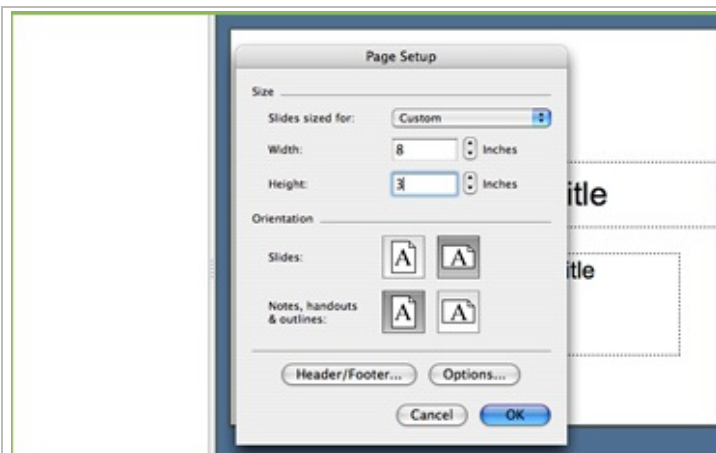 Page Setup
Size
Slides sized for: Custom
Width: 8 Inches
Height: 3 Inches
Orientation
Slides: A A
Notes, handouts
& outlines: A A
Header/Footer... Options...
Cancel OK
itle
itle